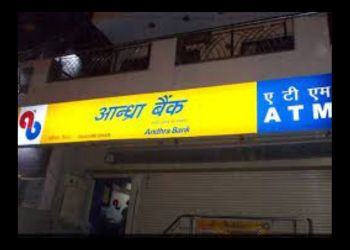 आन्ध्रा बैंक
Andhra Bank
ए टी एम
ATM